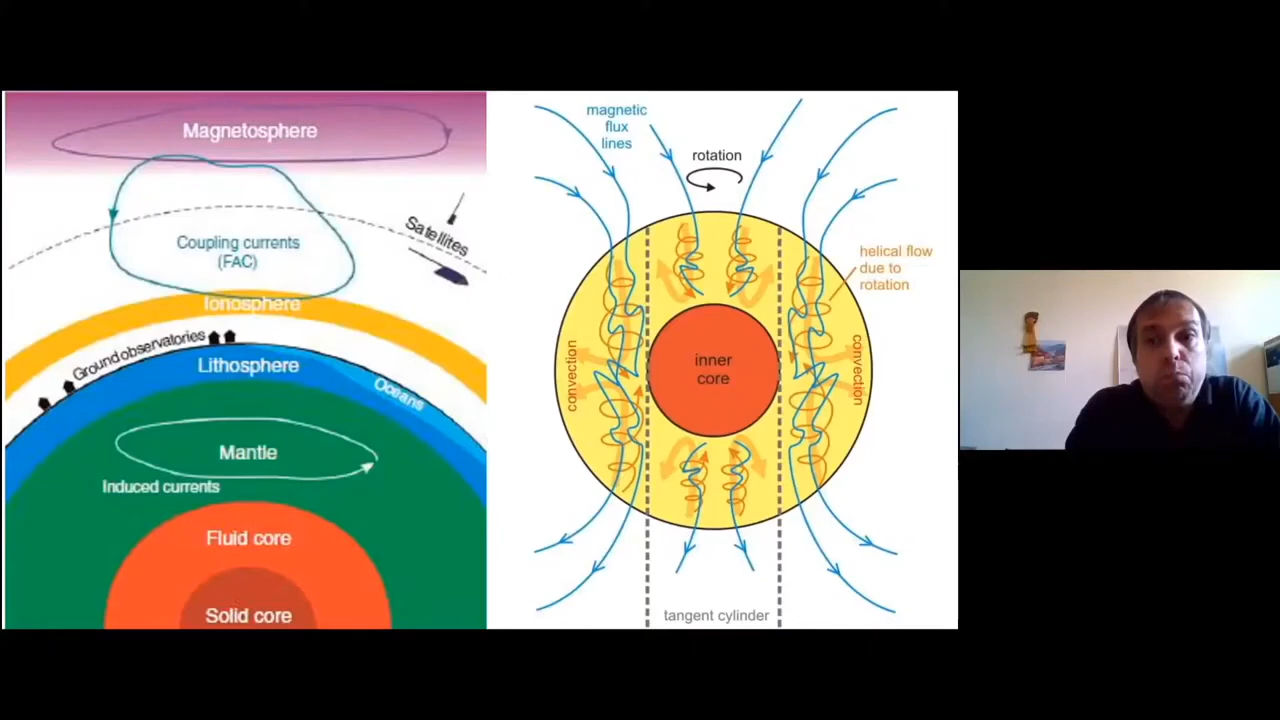 Magnetosphere
Coupling currents
(FAC)
Satellites
Ionosphere
Ground observatories
Lithosphere
Oceans
Mantle
Induced currents
Fluid core
Solid core
magnetic
flux
lines
rotation
helical flow
due to
rotation
convection
inner
core
convection
tangent cylinder